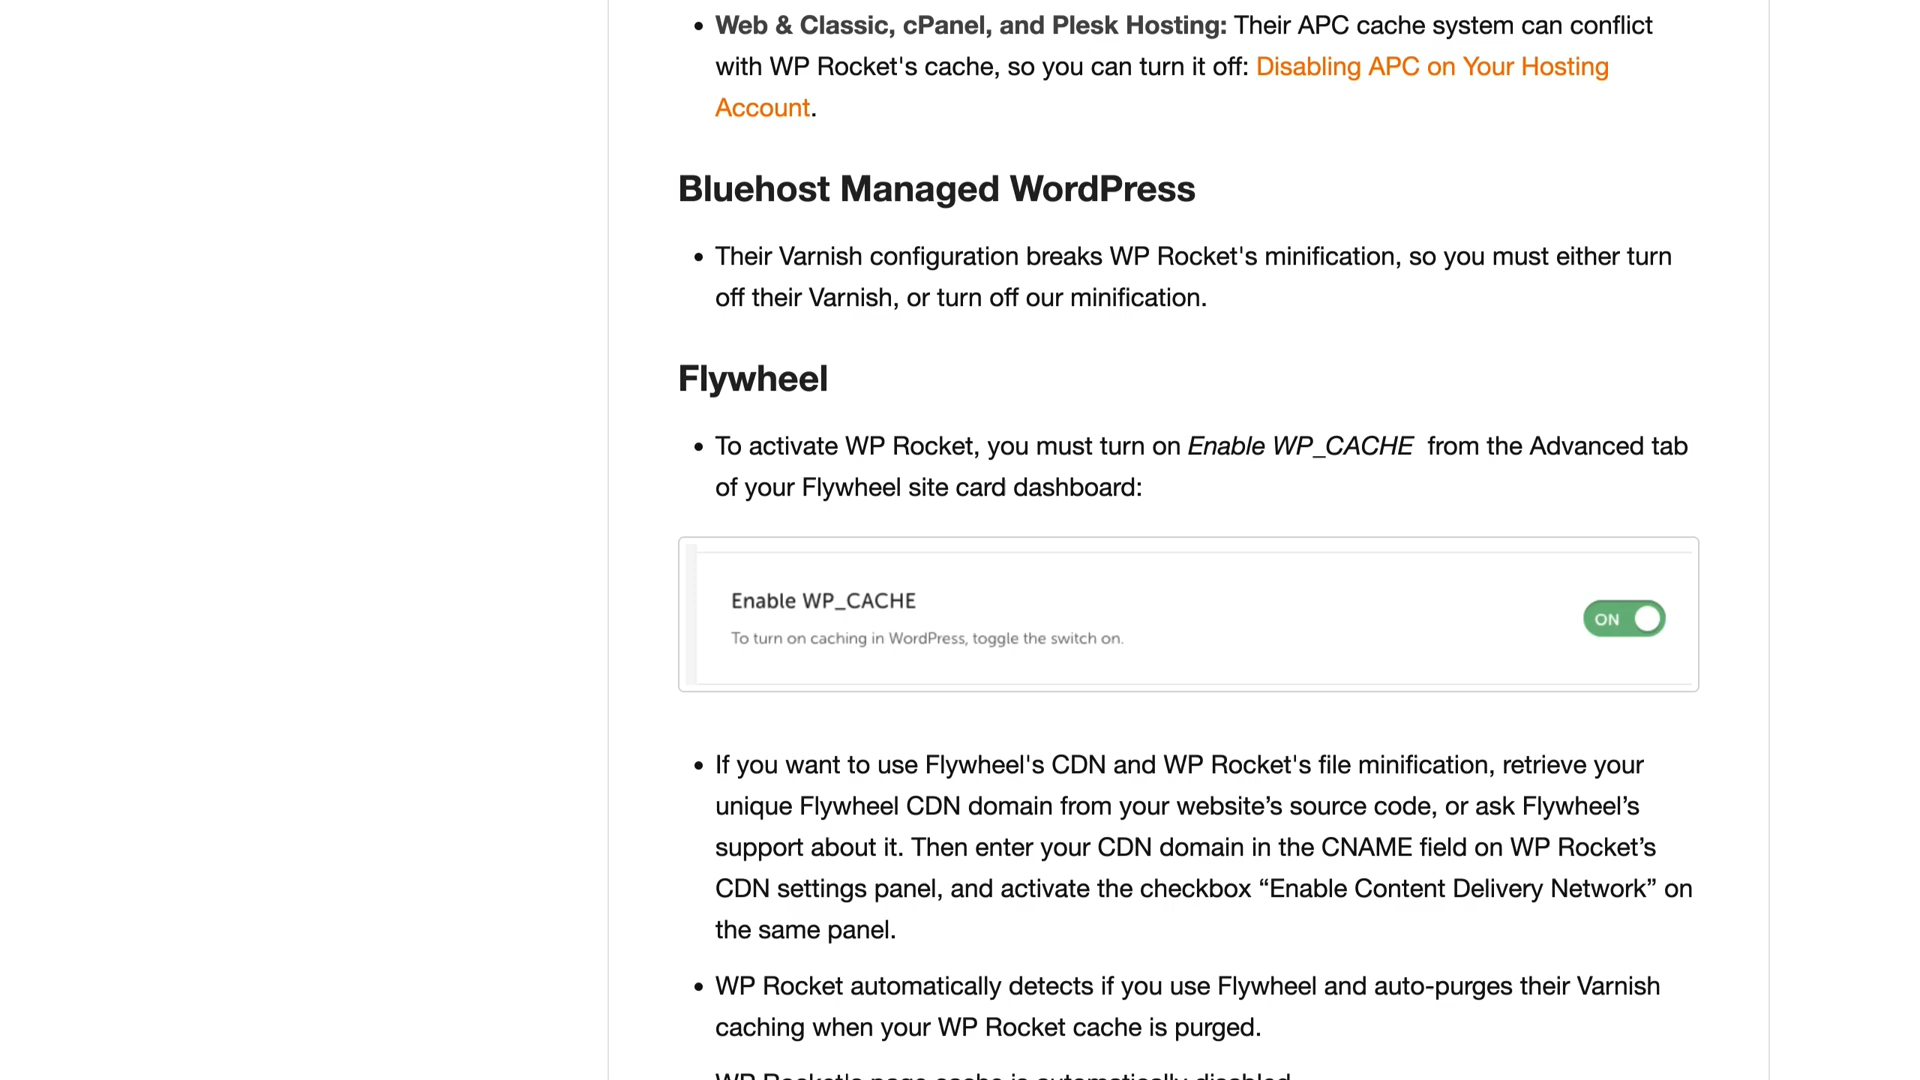 • Web & Classic, cPanel, and Plesk Hosting: Their APC cache system can conflict
with WP Rocket's cache, so you can turn it off: Disabling APC on Your Hosting
Account.
Bluehost Managed WordPress
• Their Varnish configuration breaks WP Rocket's minification, so you must either turn
off their Varnish, or turn off our minification.
Flywheel
• To activate WP Rocket, you must turn on Enable WP_CACHE from the Advanced tab
of your Flywheel site card dashboard:
Enable WP_CACHE
ON
To turn on caching in WordPress, toggle the switch on.
• If you want to use Flywheel's CDN and WP Rocket's file minification, retrieve your
unique Flywheel CDN domain from your website’s source code, or ask Flywheel’s
support about it. Then enter your CDN domain in the CNAME field on WP Rocket’s
CDN settings panel, and activate the checkbox “Enable Content Delivery Network” on
the same panel.
• WP Rocket automatically detects if you use Flywheel and auto-purges their Varnish
caching when your WP Rocket cache is purged.
WP Rocket's page cache is automatically disabled